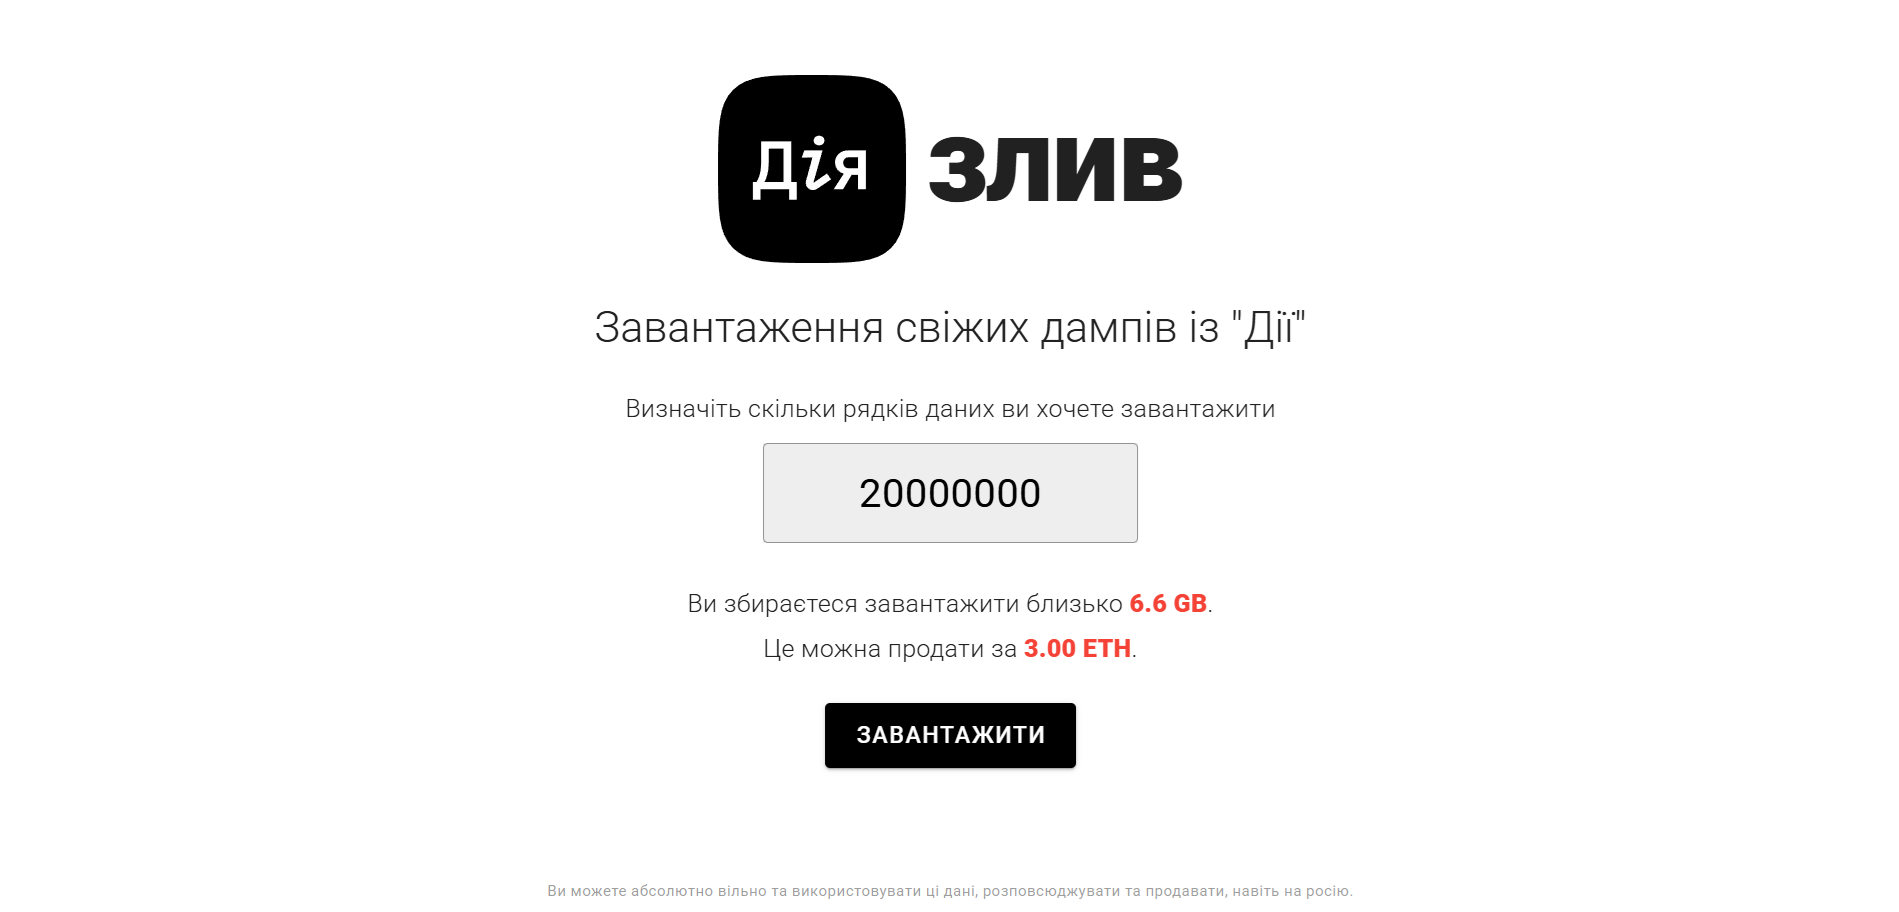 Дія злив
Завантаження свіжих дампів із "Дії"
Визначіть скільки рядків даних ви хочете завантажити
20000000
Ви збираєтеся завантажити близько 6.6 GB.
Це можна продати за 3.00 ETH.
ЗАВАНТАЖИТИ
Ви можете абсолютно вільно та використовувати ці дані, розповсюджувати та продавати, навіть на росію.